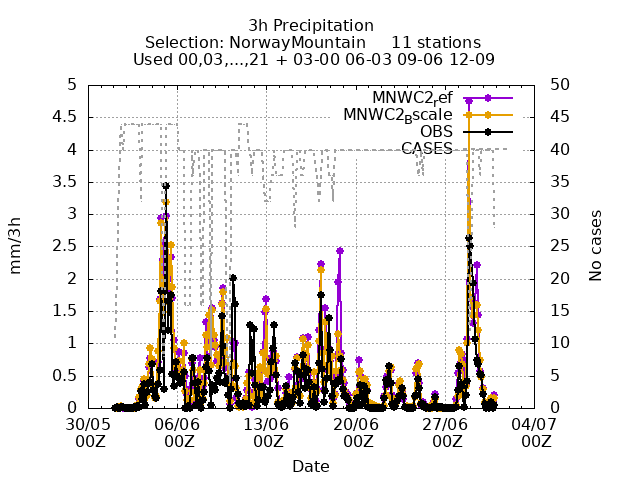 3h Precipitation
Selection: NorwayMountain 11 stations
Used 00,03,...,21 + 03-00 06-03 09-06 12-09
5 50
4.5 45
4 40
3.5 35
3 30
2.5 25
2 20
1.5 15
1 10
0.5 5
0 0
MNWC2_ref
MNWC2_Bscale
OBS
CASES
mm/3h
No cases
30/05 06/06 13/06 20/06 27/06 04/07
00Z 00Z 00Z 00Z 00Z 00Z
Date